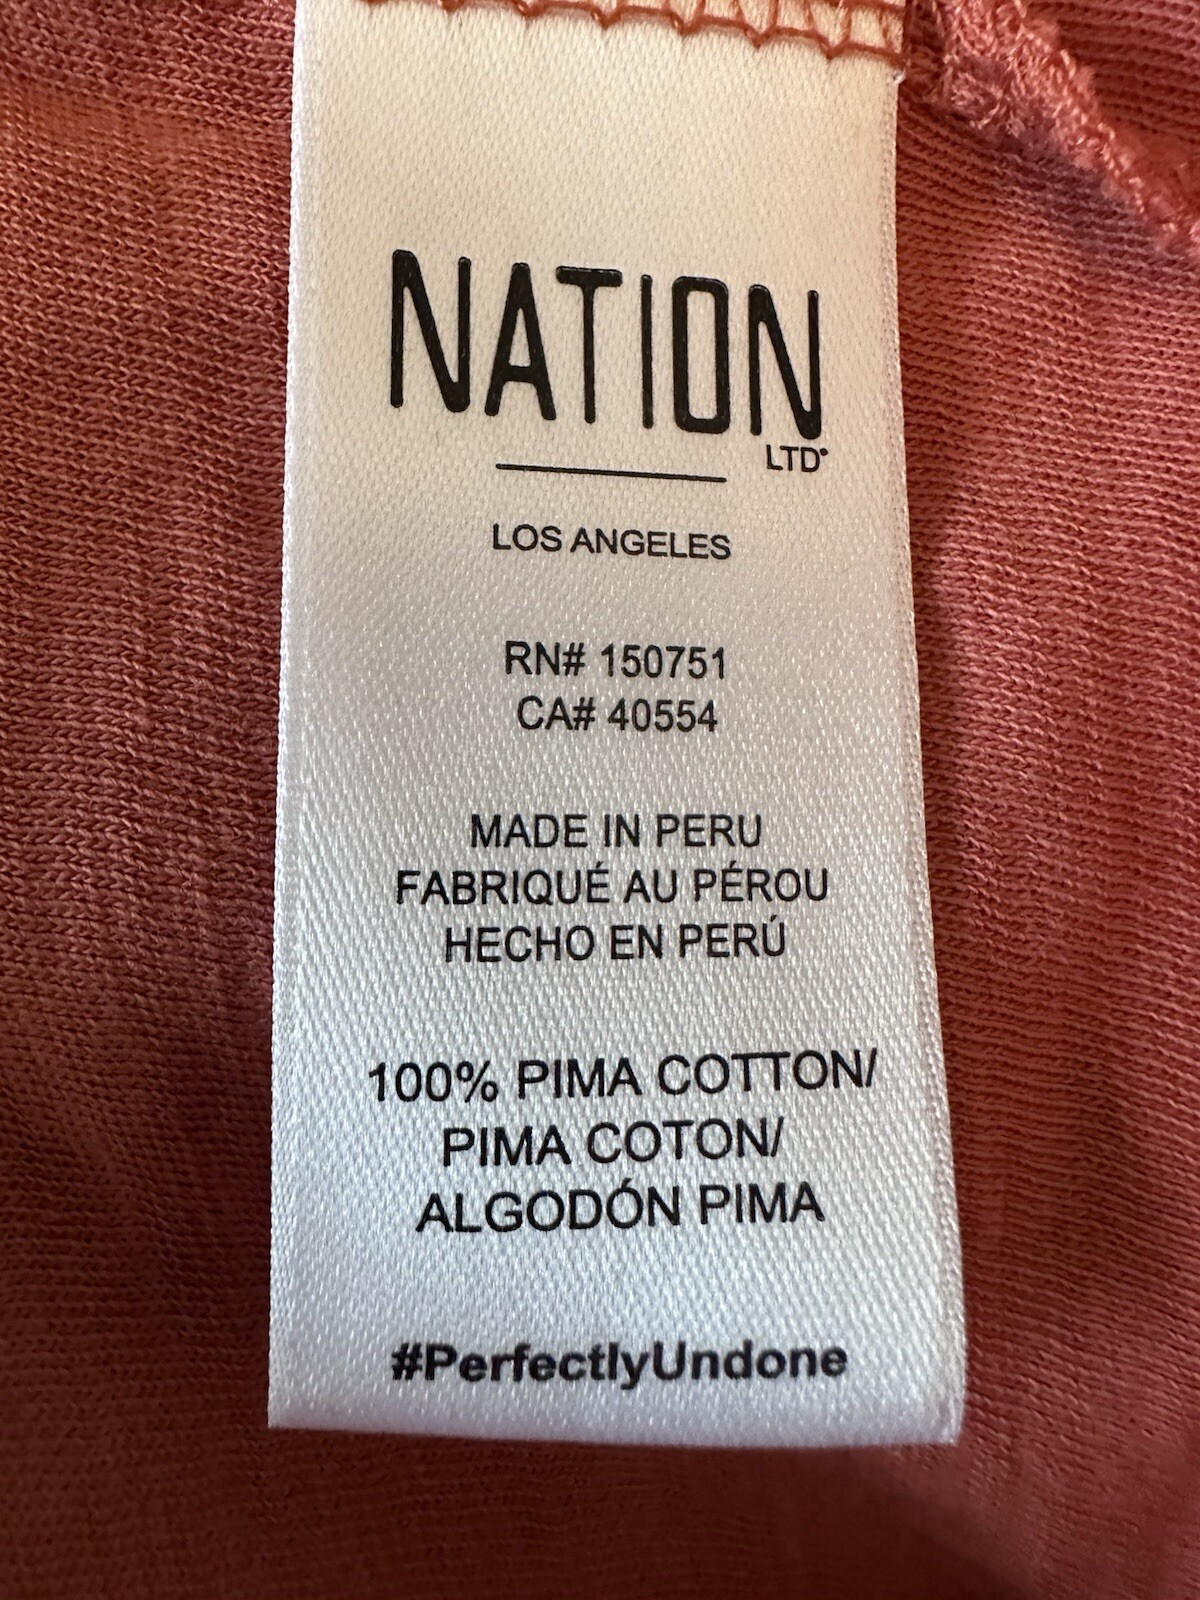 NATION
LTD
LOS ANGELES
RN# 150751
CA# 40554
MADE IN PERU
FABRIQUÉ AU PÉROU
HECHO EN PERÚ
100% PIMA COTTON/
PIMA COTON/
ALGODÓN PIMA
#PerfectlyUndone